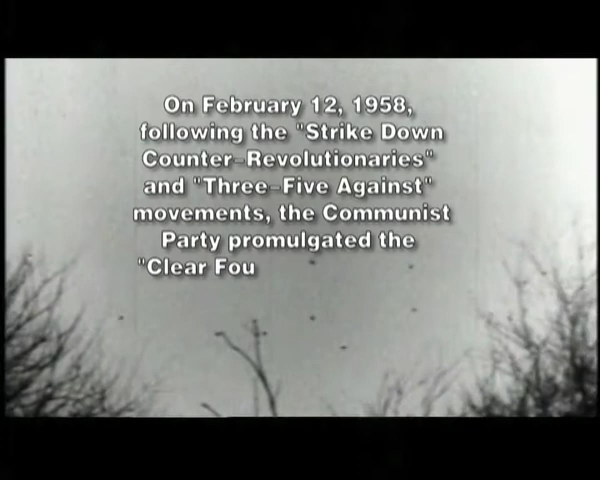 On February 12, 1958,
following the "Strike Down
Counter-Revolutionaries"
and "Three-Five Against"
movements, the Communist
Party promulgated the
"Clear Fou